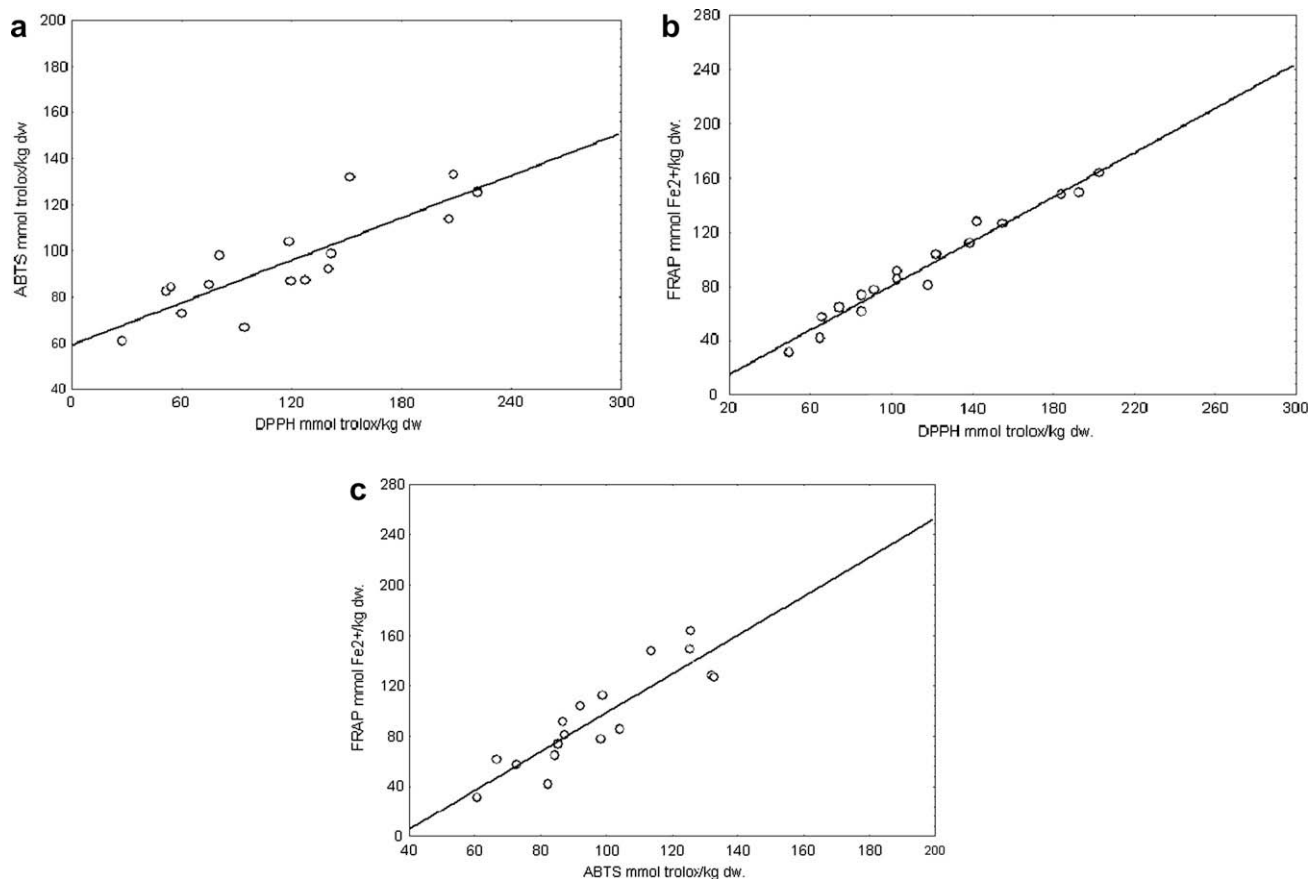 a
200
180
160
140
120
100
80
60
40
ABTS mmol trolox/kg dw
0 60 120 180 240 300
DPPH mmol trolox/kg dw
b
280
240
200
160
120
80
40
0
FRAP mmol Fe2+/kg dw.
20 60 100 140 180 220 260 300
DPPH mmol trolox/kg dw.
c
280
240
200
160
120
80
40
0
FRAP mmol Fe2+/kg dw.
40 60 80 100 120 140 160 180 200
ABTS mmol trolox/kg dw.